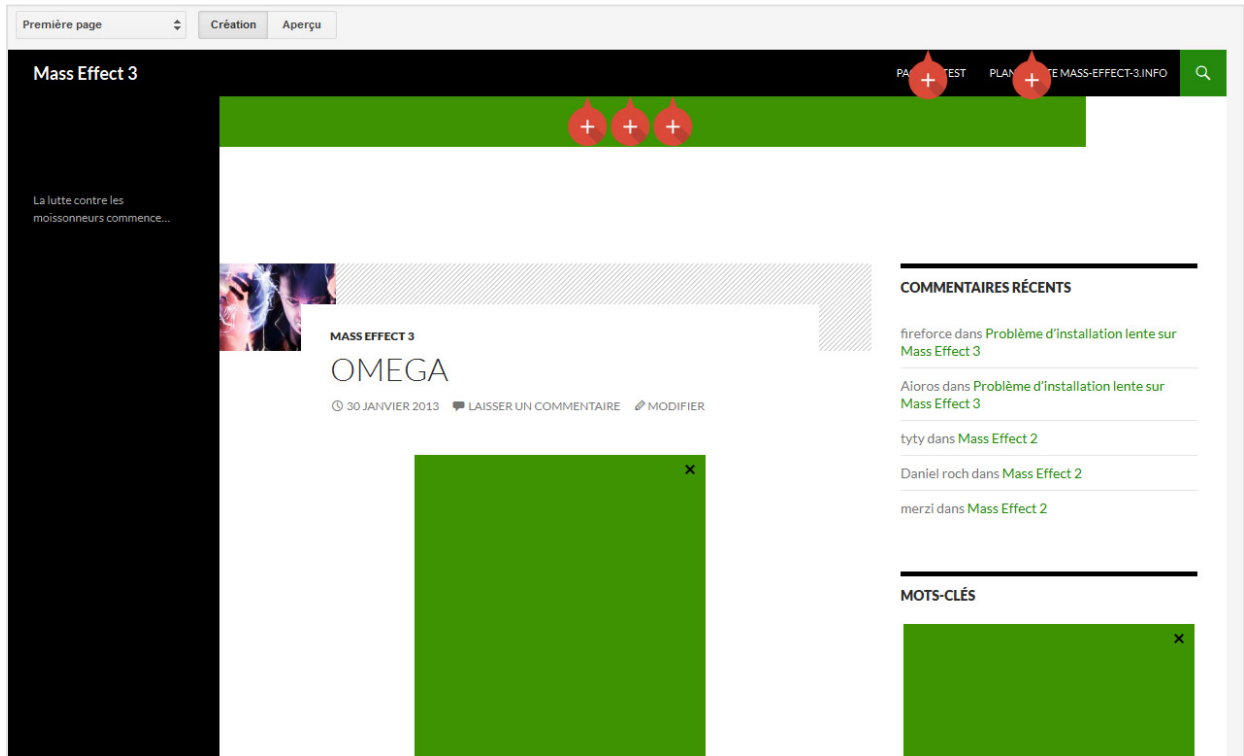 Première page
Création Aperçu
Mass Effect 3
TEST
MASS-EFFECT-3.INFO
La lutte contre les
moissonneurs commence...
MASS EFFECT 3
OMEGA
30 JANVIER 2013 LAISSER UN COMMENTAIRE MODIFIER
COMMENTAIRES RÉCENTS
fireforce dans Problème d'installation lente sur
Mass Effect 3
Aioros dans Problème d'installation lente sur
Mass Effect 3
tyty dans Mass Effect 2
Daniel roch dans Mass Effect 2
merzi dans Mass Effect 2
MOTS-CLÉS